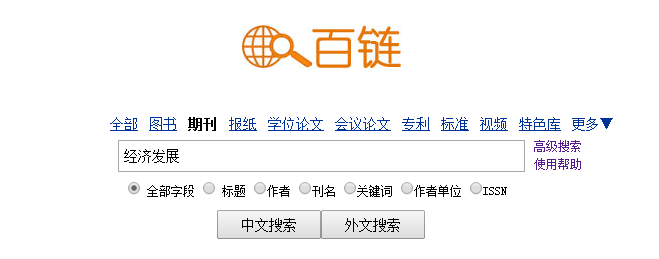 百链
全部 图书 期刊 报纸 学位论文 会议论文 专利 标准 视频 特色库 更多▼
经济发展 高级搜索
使用帮助
全部字段 标题 作者 刊名 关键词 作者单位 ISSN
中文搜索 外文搜索